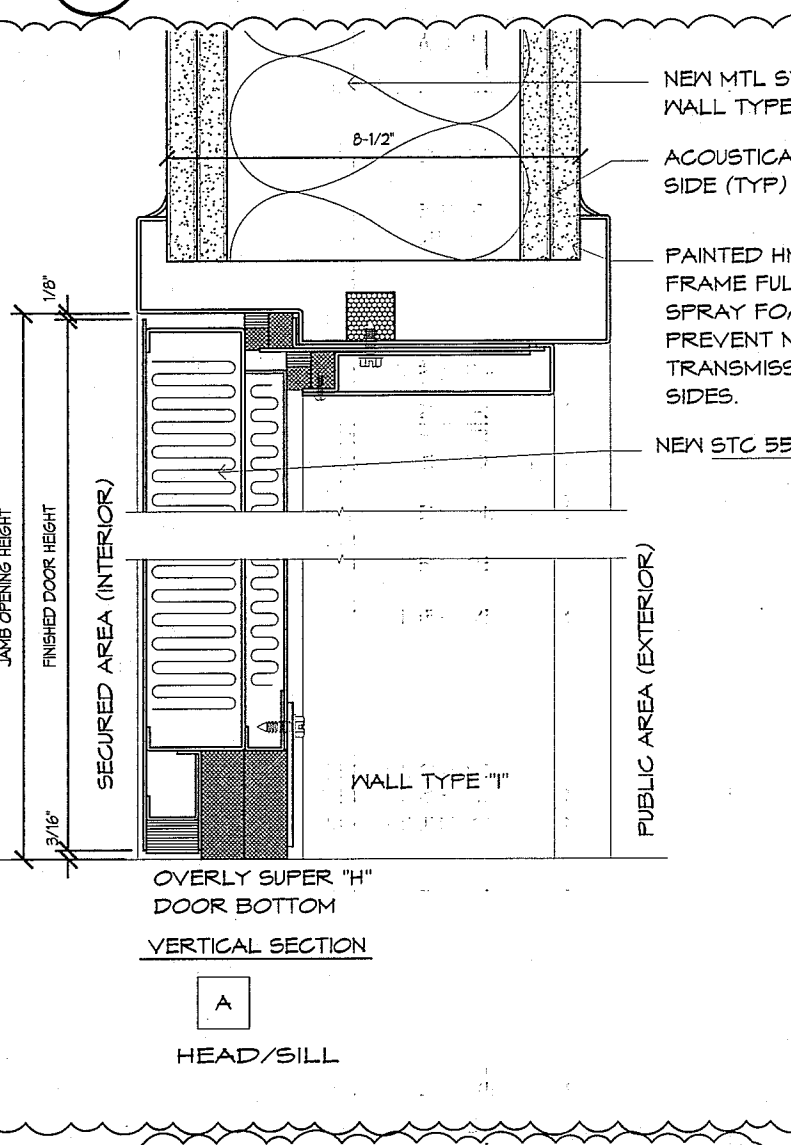 NEW MTL S
WALL TYPE
8-1/2"
ACOUSTICA
SIDE (TYP)
PAINTED H
FRAME FUL
SPRAY FOA
PREVENT N
TRANSMISS
SIDES.
1/8"
NEW STC 55
JAMB OPENING HEIGHT
FINISHED DOOR HEIGHT
SECURED AREA (INTERIOR)
PUBLIC AREA (EXTERIOR)
WALL TYPE "I"
3/16"
OVERLY SUPER "H"
DOOR BOTTOM
VERTICAL SECTION
A
HEAD/SILL